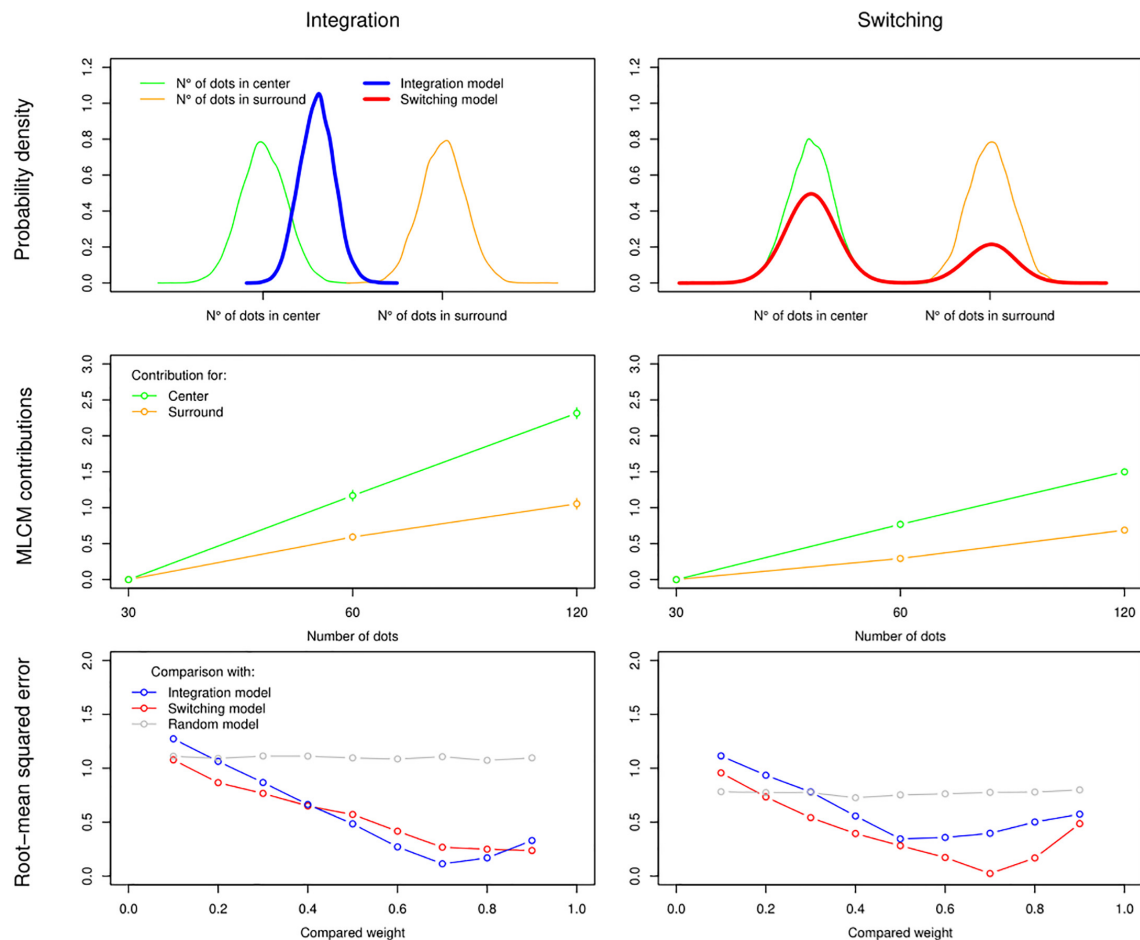 Integration
Switching
Probability density
1.2
1.0
0.8
0.6
0.4
0.2
0.0
N° of dots in center
N° of dots in surround
Integration model
Switching model
N° of dots in center
N° of dots in surround
1.2
1.0
0.8
0.6
0.4
0.2
0.0
N° of dots in center
N° of dots in surround
MLCM contributions
3.0
2.5
2.0
1.5
1.0
0.5
0.0
Contribution for:
Center
Surround
30
60
120
Number of dots
3.0
2.5
2.0
1.5
1.0
0.5
0.0
30
60
120
Number of dots
Root−mean squared error
2.0
1.5
1.0
0.5
0.0
Comparison with:
Integration model
Switching model
Random model
0.0
0.2
0.4
0.6
0.8
1.0
Compared weight
2.0
1.5
1.0
0.5
0.0
0.0
0.2
0.4
0.6
0.8
1.0
Compared weight